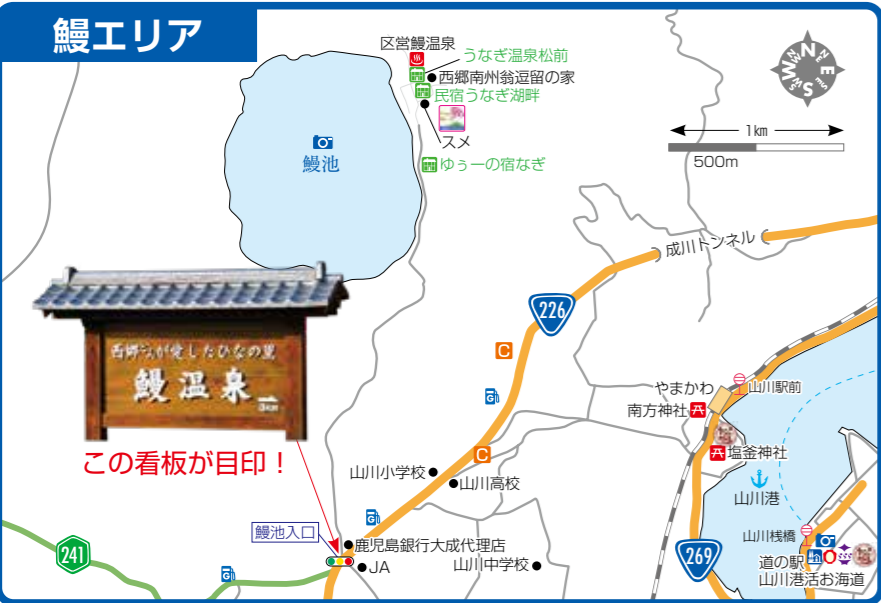 鰻エリア
区営鰻温泉
うなぎ温泉松前
西郷南州翁逗留の家
民宿うなぎ湖畔
スメ
ゆぅーの宿なぎ
鰻池
N
N
E
E
E
S
S
S
W
W
W
N
1km
500m
成川トンネル
226
C
C
やまかわ
山川駅前
南方神社
塩釜神社
山川港
山川桟橋
道の駅
山川港活お海道
269
西郷どんが愛したひなの里
鰻温泉
3km
この看板が目印！
山川小学校
山川高校
鰻池入口
鹿児島銀行大成代理店
JA
山川中学校
241